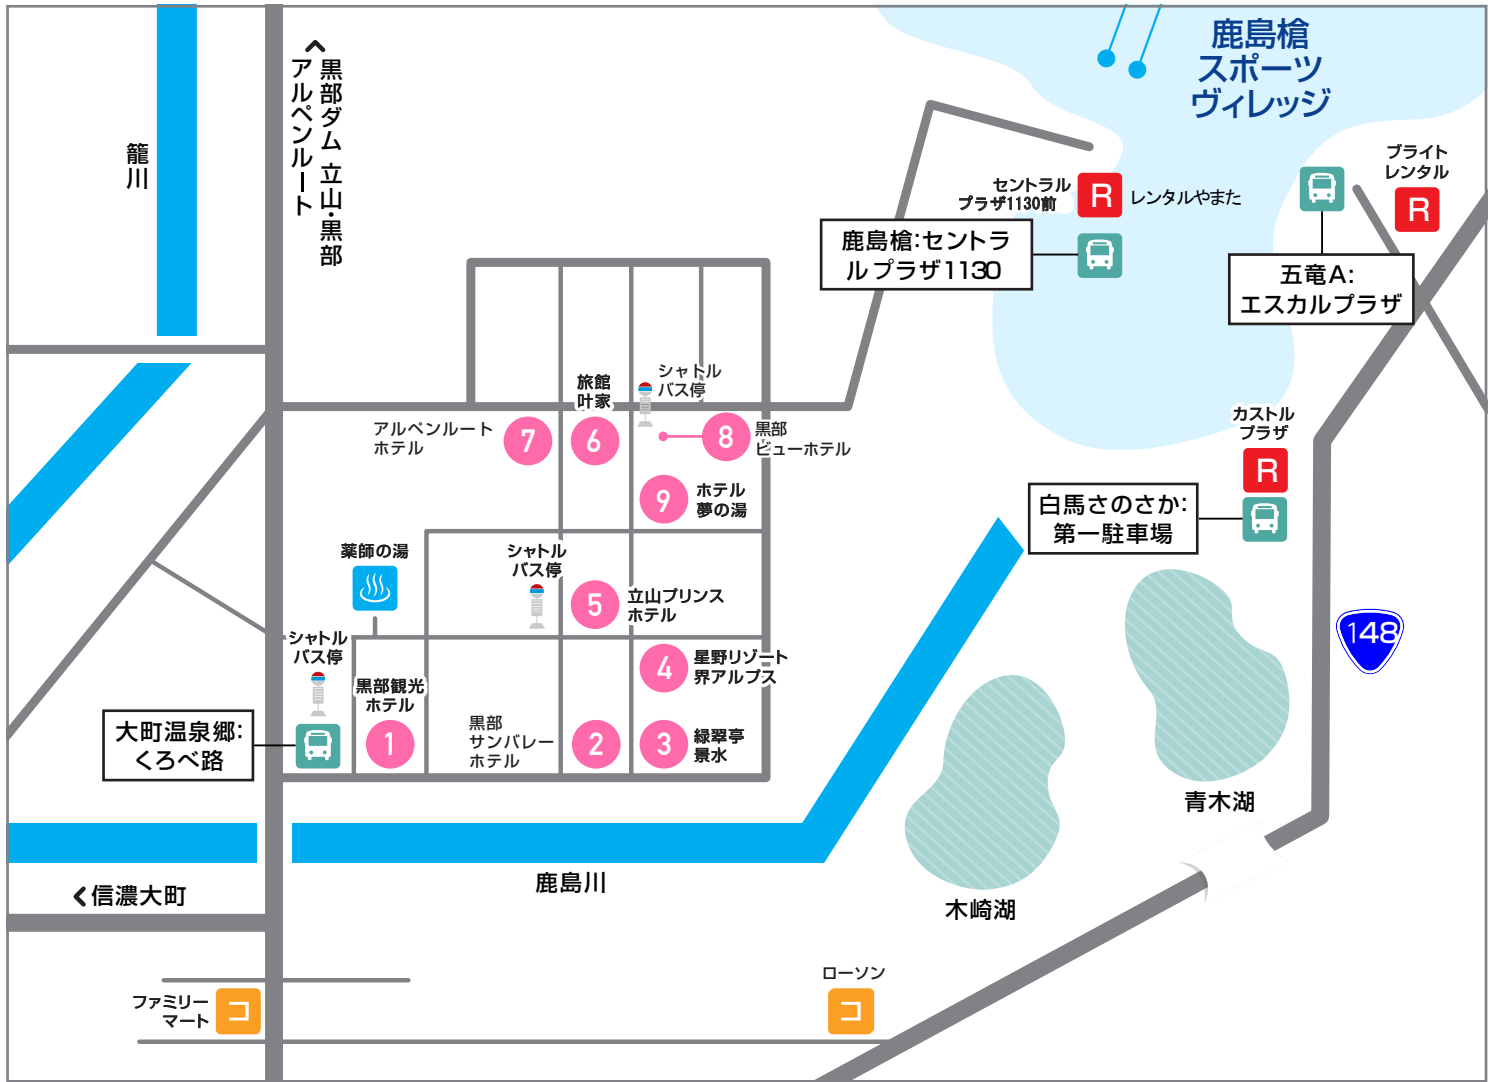 鹿島槍
スポーツ
ヴィレッジ
黒部ダム 立山・黒部
アルペンルート
籠川
ブライト
レンタル
R
セントラル
プラザ1130前
R
レンタルやまた
鹿島槍:セントラ
ルプラザ1130
五竜A:
エスカルプラザ
シャトル
バス停
旅館
叶家
アルペンルート
ホテル
7
6
8
黒部
ビューホテル
カストル
プラザ
R
9
ホテル
夢の湯
白馬さのさか:
第一駐車場
薬師の湯
シャトル
バス停
5
立山プリンス
ホテル
148
シャトル
バス停
4
星野リゾート
界アルプス
黒部観光
ホテル
1
大町温泉郷:
くろべ路
黒部
サンバレー
ホテル
2
3
緑翠亭
景水
青木湖
鹿島川
信濃大町
木崎湖
ファミリー
マート
コ
ローソン
コ